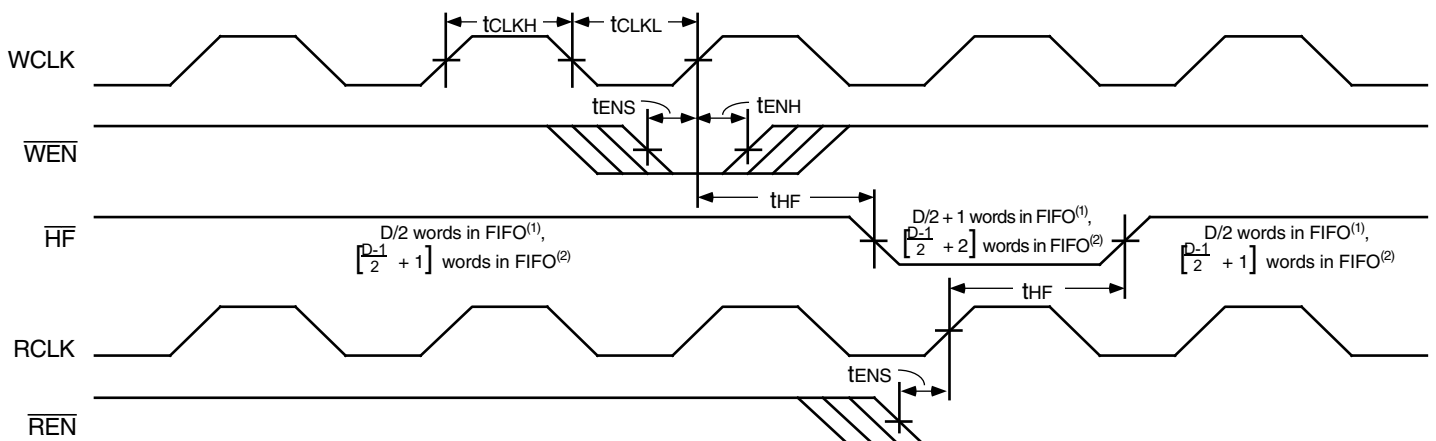 tCLKH tCLKL
WCLK
tENS tENH
WEN
tHF
HF
D/2 words in FIFO(1),
[D-1/2 + 1] words in FIFO(2)
D/2 + 1 words in FIFO(1),
[D-1/2 + 2] words in FIFO(2)
D/2 words in FIFO(1),
[D-1/2 + 1] words in FIFO(2)
tHF
RCLK
tENS
REN